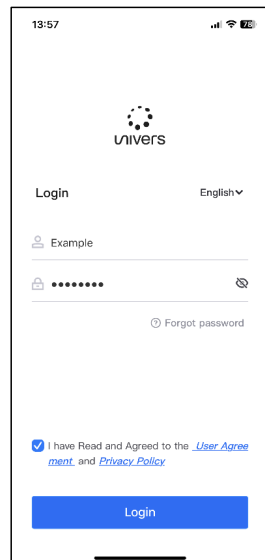 13:57
78
univers
Login
English
Example
Forgot password
I have Read and Agreed to the User Agree
ment and Privacy Policy
Login